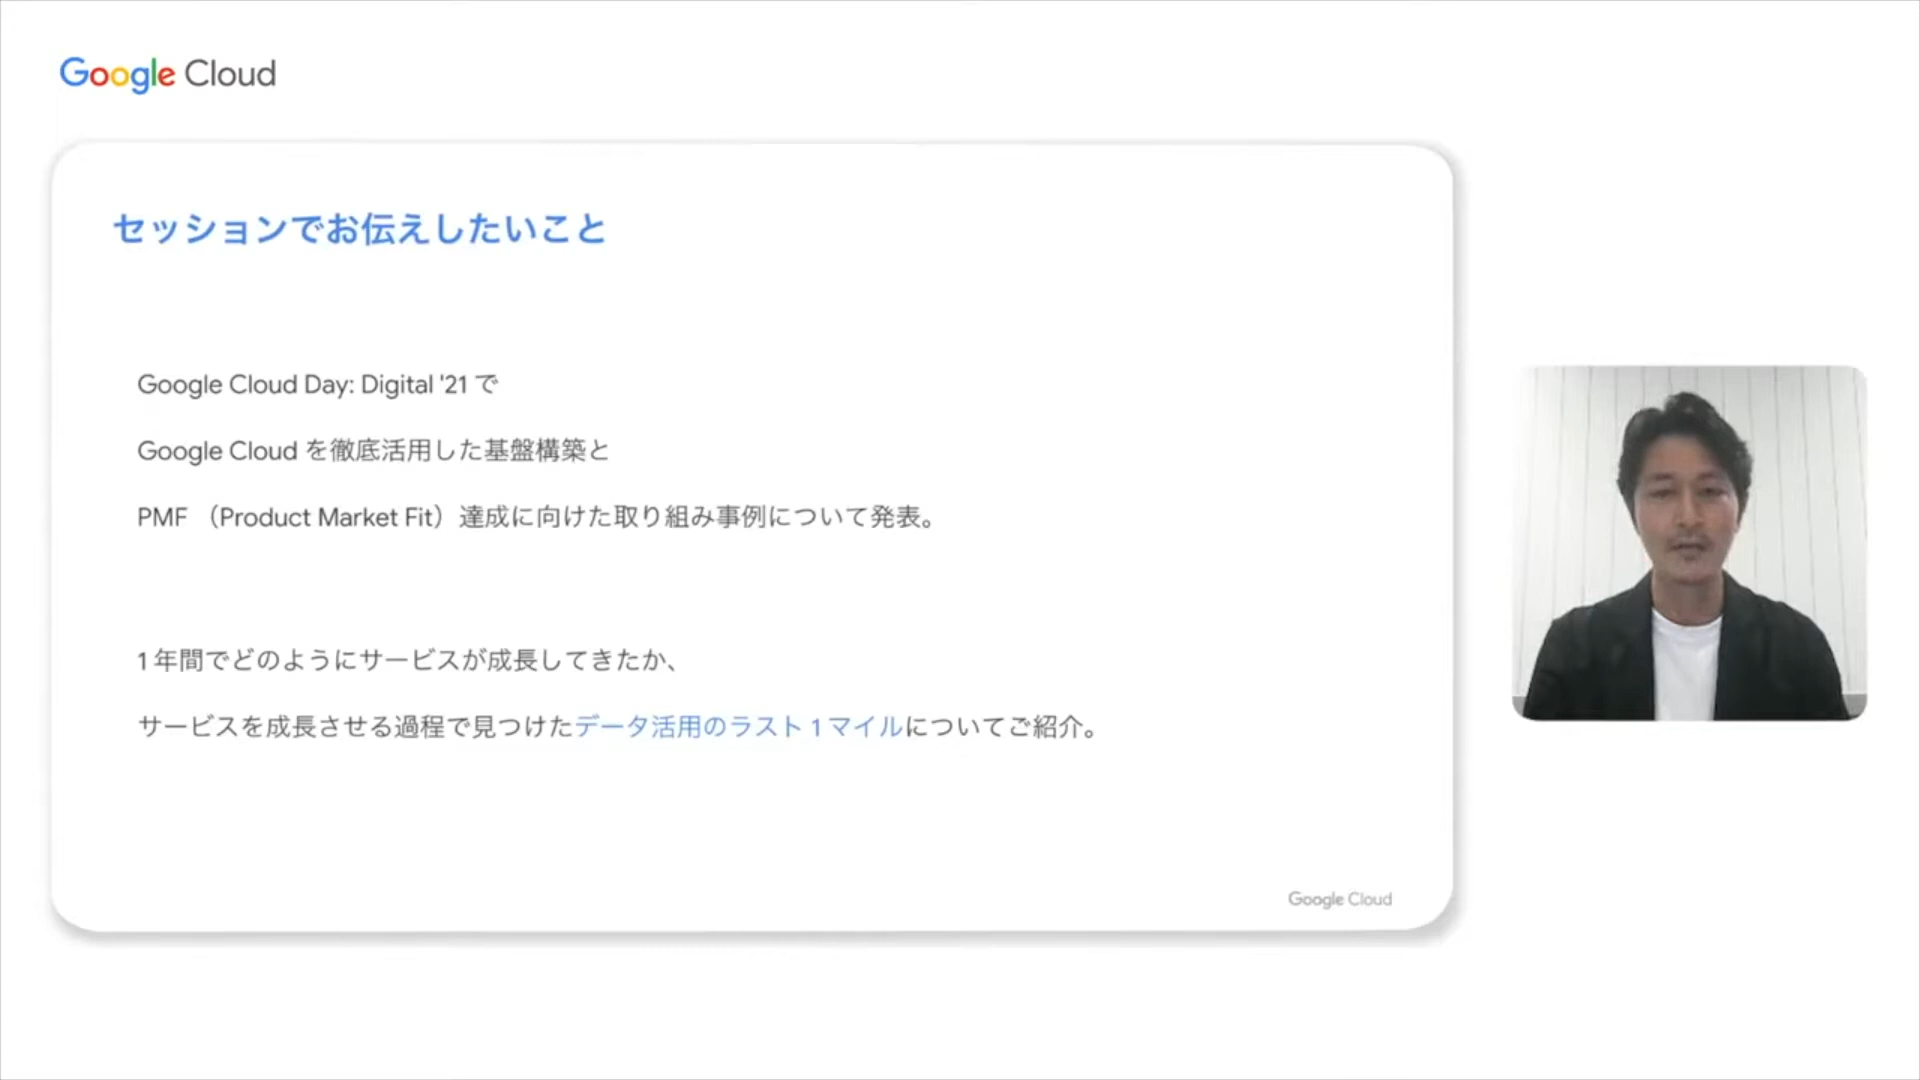 Google Cloud
セッションでお伝えしたいこと
Google Cloud Day: Digital '21 で
Google Cloud を徹底活用した基盤構築と
PMF （Product Market Fit）達成に向けた取り組み事例について発表。
1 年間でどのようにサービスが成長してきたか、
サービスを成長させる過程で見つけたデータ活用のラスト 1 マイルについてご紹介。
Google Cloud